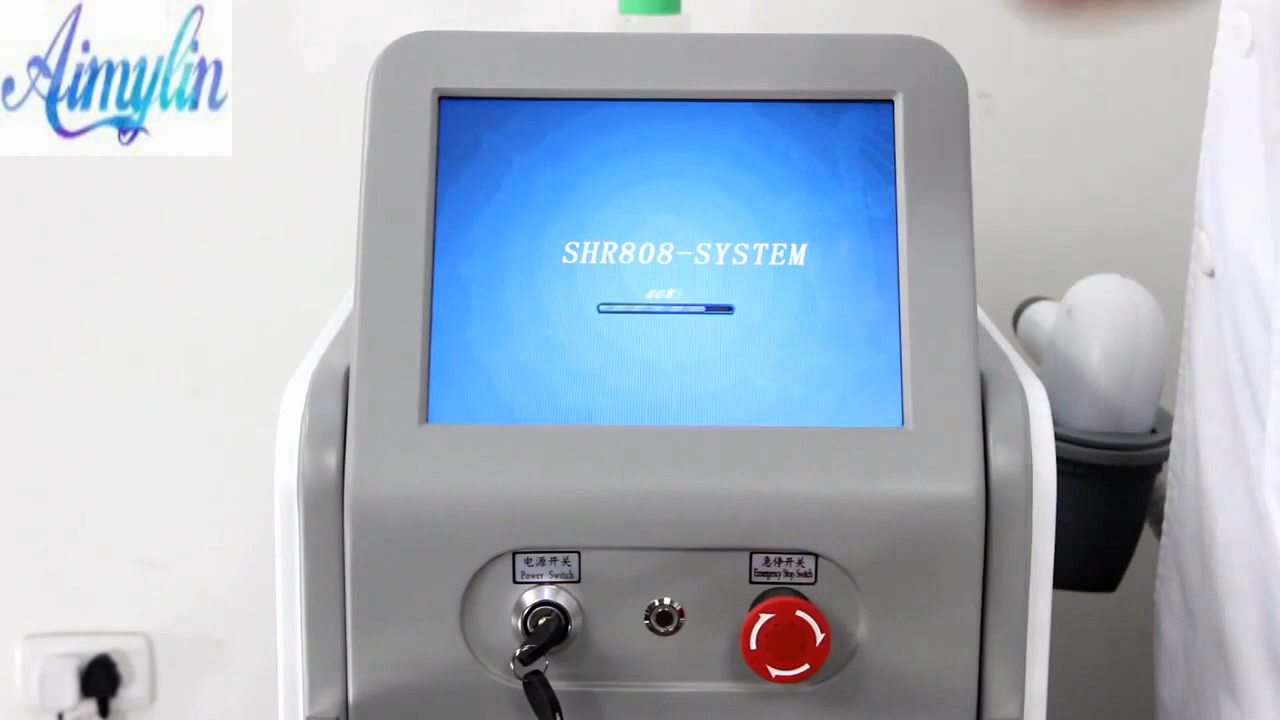 Aimylin
SHR808-SYSTEM
电源开关
Power Switch
急停开关
Emergency Stop Switch